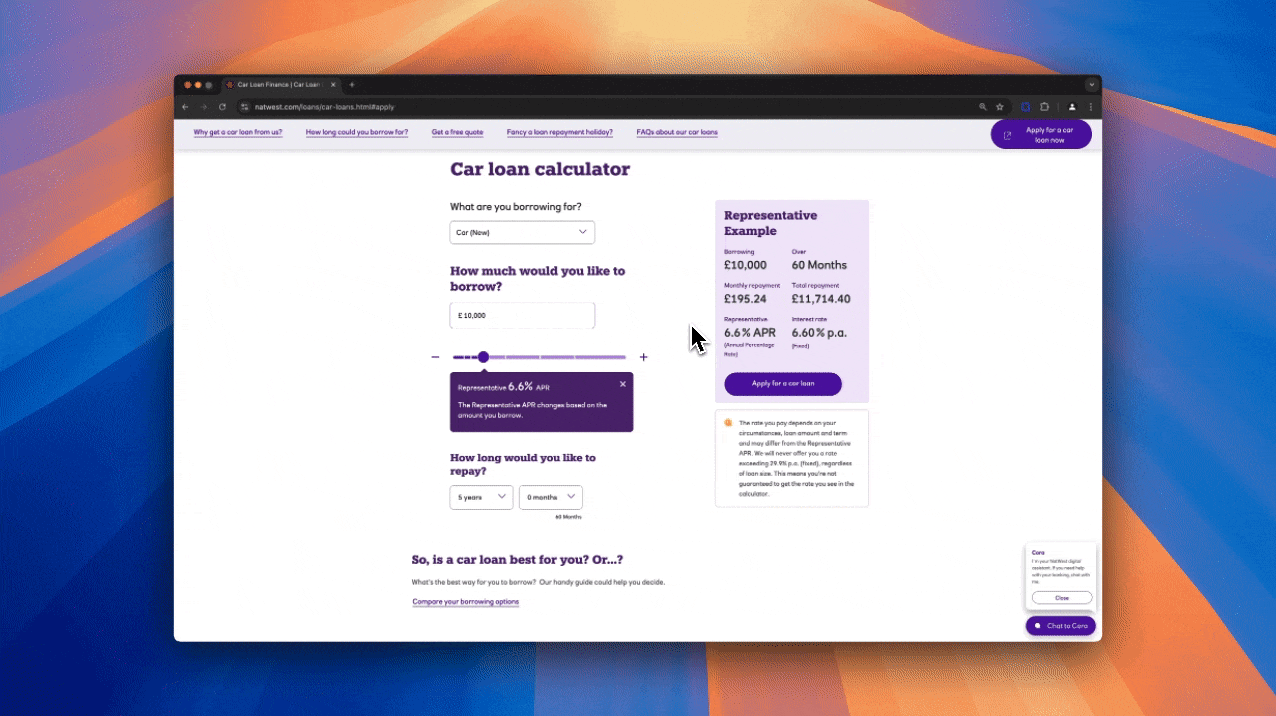 Car Loan Finance | Car Loan
natwest.com/loans/car-loans.html#apply
Why get a car loan from us?
How long could you borrow for?
Get a free quote
Fancy a loan repayment holiday?
FAQs about our car loans
Apply for a car
loan now
Car loan calculator
What are you borrowing for?
Car (New)
How much would you like to
borrow?
£ 10,000
Representative 6.6% APR
The Representative APR changes based on the
amount you borrow.
How long would you like to
repay?
5 years
0 months
60 Months
Representative
Example
Borrowing
Over
£10,000
60 Months
Monthly repayment
Total repayment
£195.24
£11,714.40
Representative
Interest rate
6.6% APR
6.60% p.a.
(Annual Percentage
Rate)
(Fixed)
Apply for a car loan
The rate you pay depends on your
circumstances, loan amount and term
and may differ from the Representative
APR. We will never offer you a rate
exceeding 29.9% p.a. (fixed), regardless
of loan size. This means you're not
guaranteed to get the rate you see in the
calculator.
So, is a car loan best for you? Or...?
What's the best way for you to borrow? Our handy guide could help you decide.
Compare your borrowing options
Cora
I'm your NatWest digital
assistant. If you need help
with your banking, chat with
me.
Close
Chat to Cora